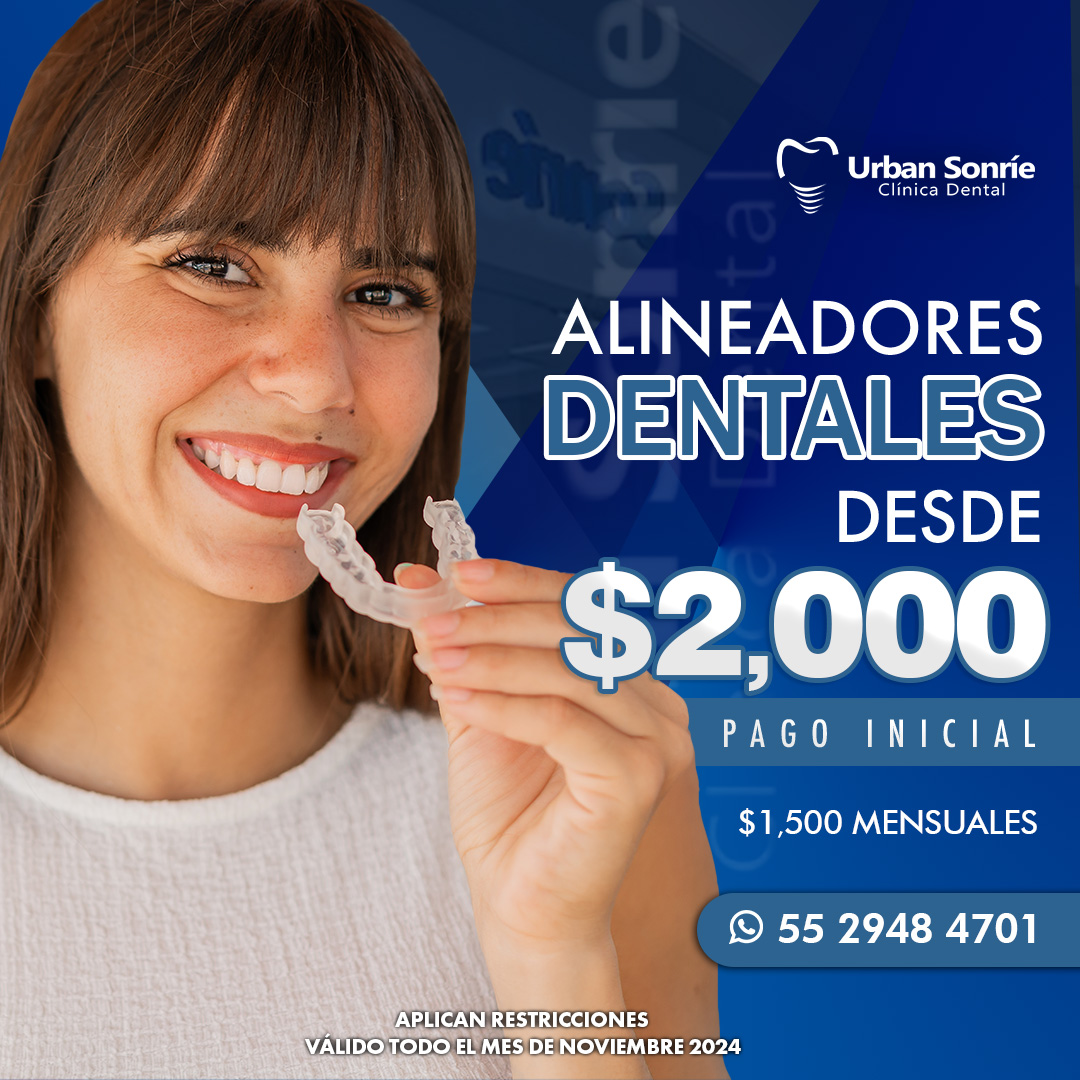 Urban Sonríe
Clínica Dental
ALINEADORES
DENTALES
DESDE
$2,000
PAGO INICIAL
$1,500 MENSUALES
55 2948 4701
APLICAN RESTRICCIONES
VÁLIDO TODO EL MES DE NOVIEMBRE 2024